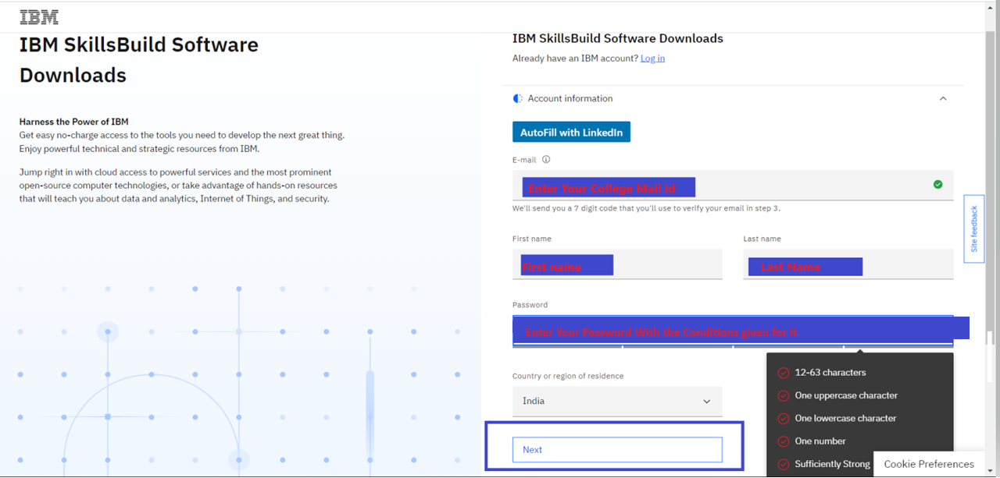 IBM
IBM SkillsBuild Software
Downloads
Harness the Power of IBM
Get easy no-charge access to the tools you need to develop the next great thing.
Enjoy powerful technical and strategic resources from IBM.
Jump right in with cloud access to powerful services and the most prominent
open-source computer technologies, or take advantage of hands-on resources
that will teach you about data and analytics, Internet of Things, and security.
IBM SkillsBuild Software Downloads
Already have an IBM account? Log in
Account information
AutoFill with LinkedIn
E-mail
Enter Your College Mail id
We'll send you a 7 digit code that you'll use to verify your email in step 3.
First name
Last name
First name
Last Name
Password
Enter Your Password With the Conditions given for it
Country or region of residence
India
Next
12-63 characters
One uppercase character
One lowercase character
One number
Sufficiently Strong
Cookie Preferences
Site feedback